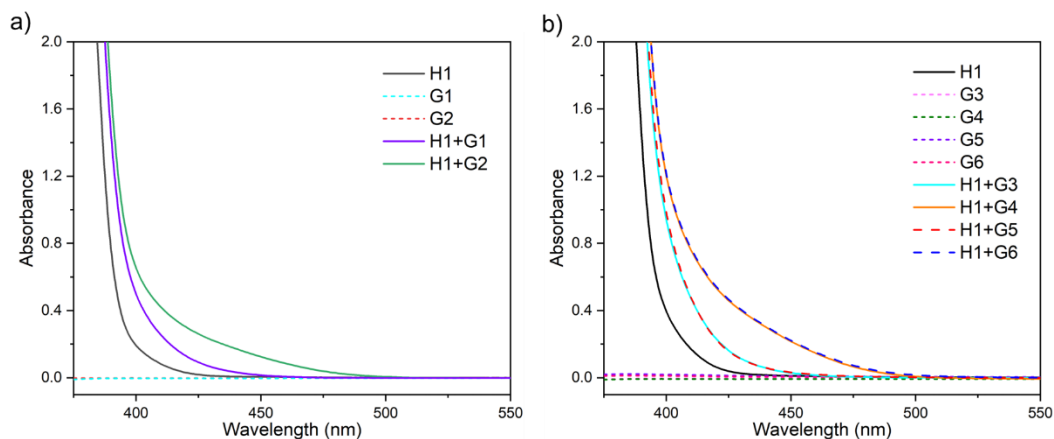 a)
2.0
1.6
1.2
0.8
0.4
0.0
Absorbance
H1
G1
G2
H1+G1
H1+G2
400
450
500
550
Wavelength (nm)
b)
2.0
1.6
1.2
0.8
0.4
0.0
Absorbance
H1
G3
G4
G5
G6
H1+G3
H1+G4
H1+G5
H1+G6
400
450
500
550
Wavelength (nm)